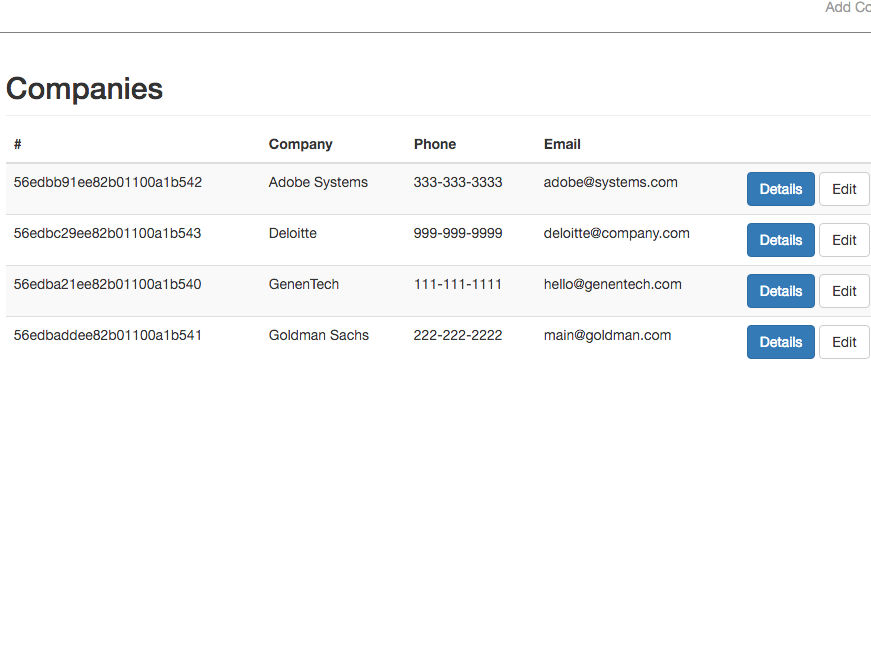 Add Co
Companies
# Company Phone Email
56edbb91ee82b01100a1b542 Adobe Systems 333-333-3333 adobe@systems.com Details Edit
56edbc29ee82b01100a1b543 Deloitte 999-999-9999 deloitte@company.com Details Edit
56edba21ee82b01100a1b540 GenenTech 111-111-1111 hello@genentech.com Details Edit
56edbaddee82b01100a1b541 Goldman Sachs 222-222-2222 main@goldman.com Details Edit